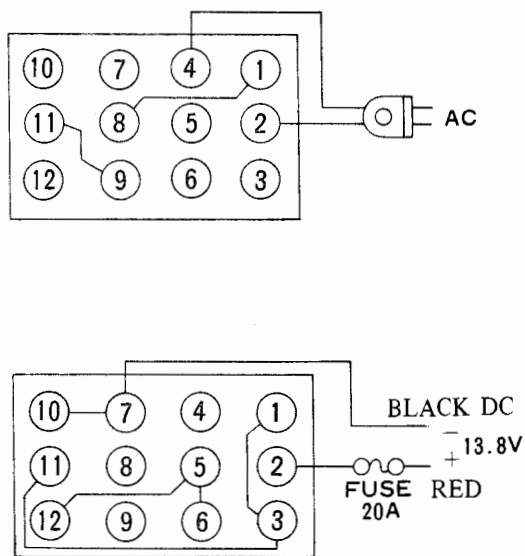 10 7 4 1
11 8 5 2 AC
12 9 6 3
10 7 4 1 BLACK DC
− 13.8V
11 8 5 2 +
FUSE RED
20A
12 9 6 3